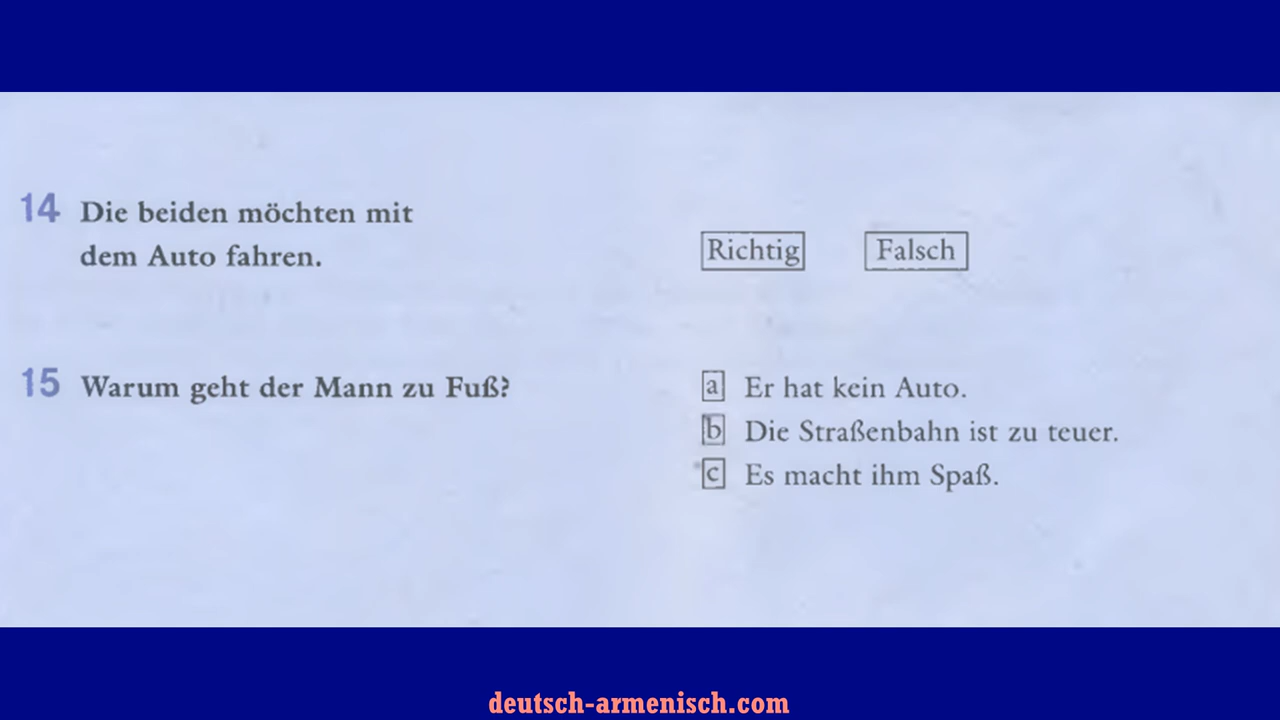 14 Die beiden möchten mit
dem Auto fahren.
Richtig Falsch
15 Warum geht der Mann zu Fuß?
a Er hat kein Auto.
b Die Straßenbahn ist zu teuer.
c Es macht ihm Spaß.
deutsch-armenisch.com